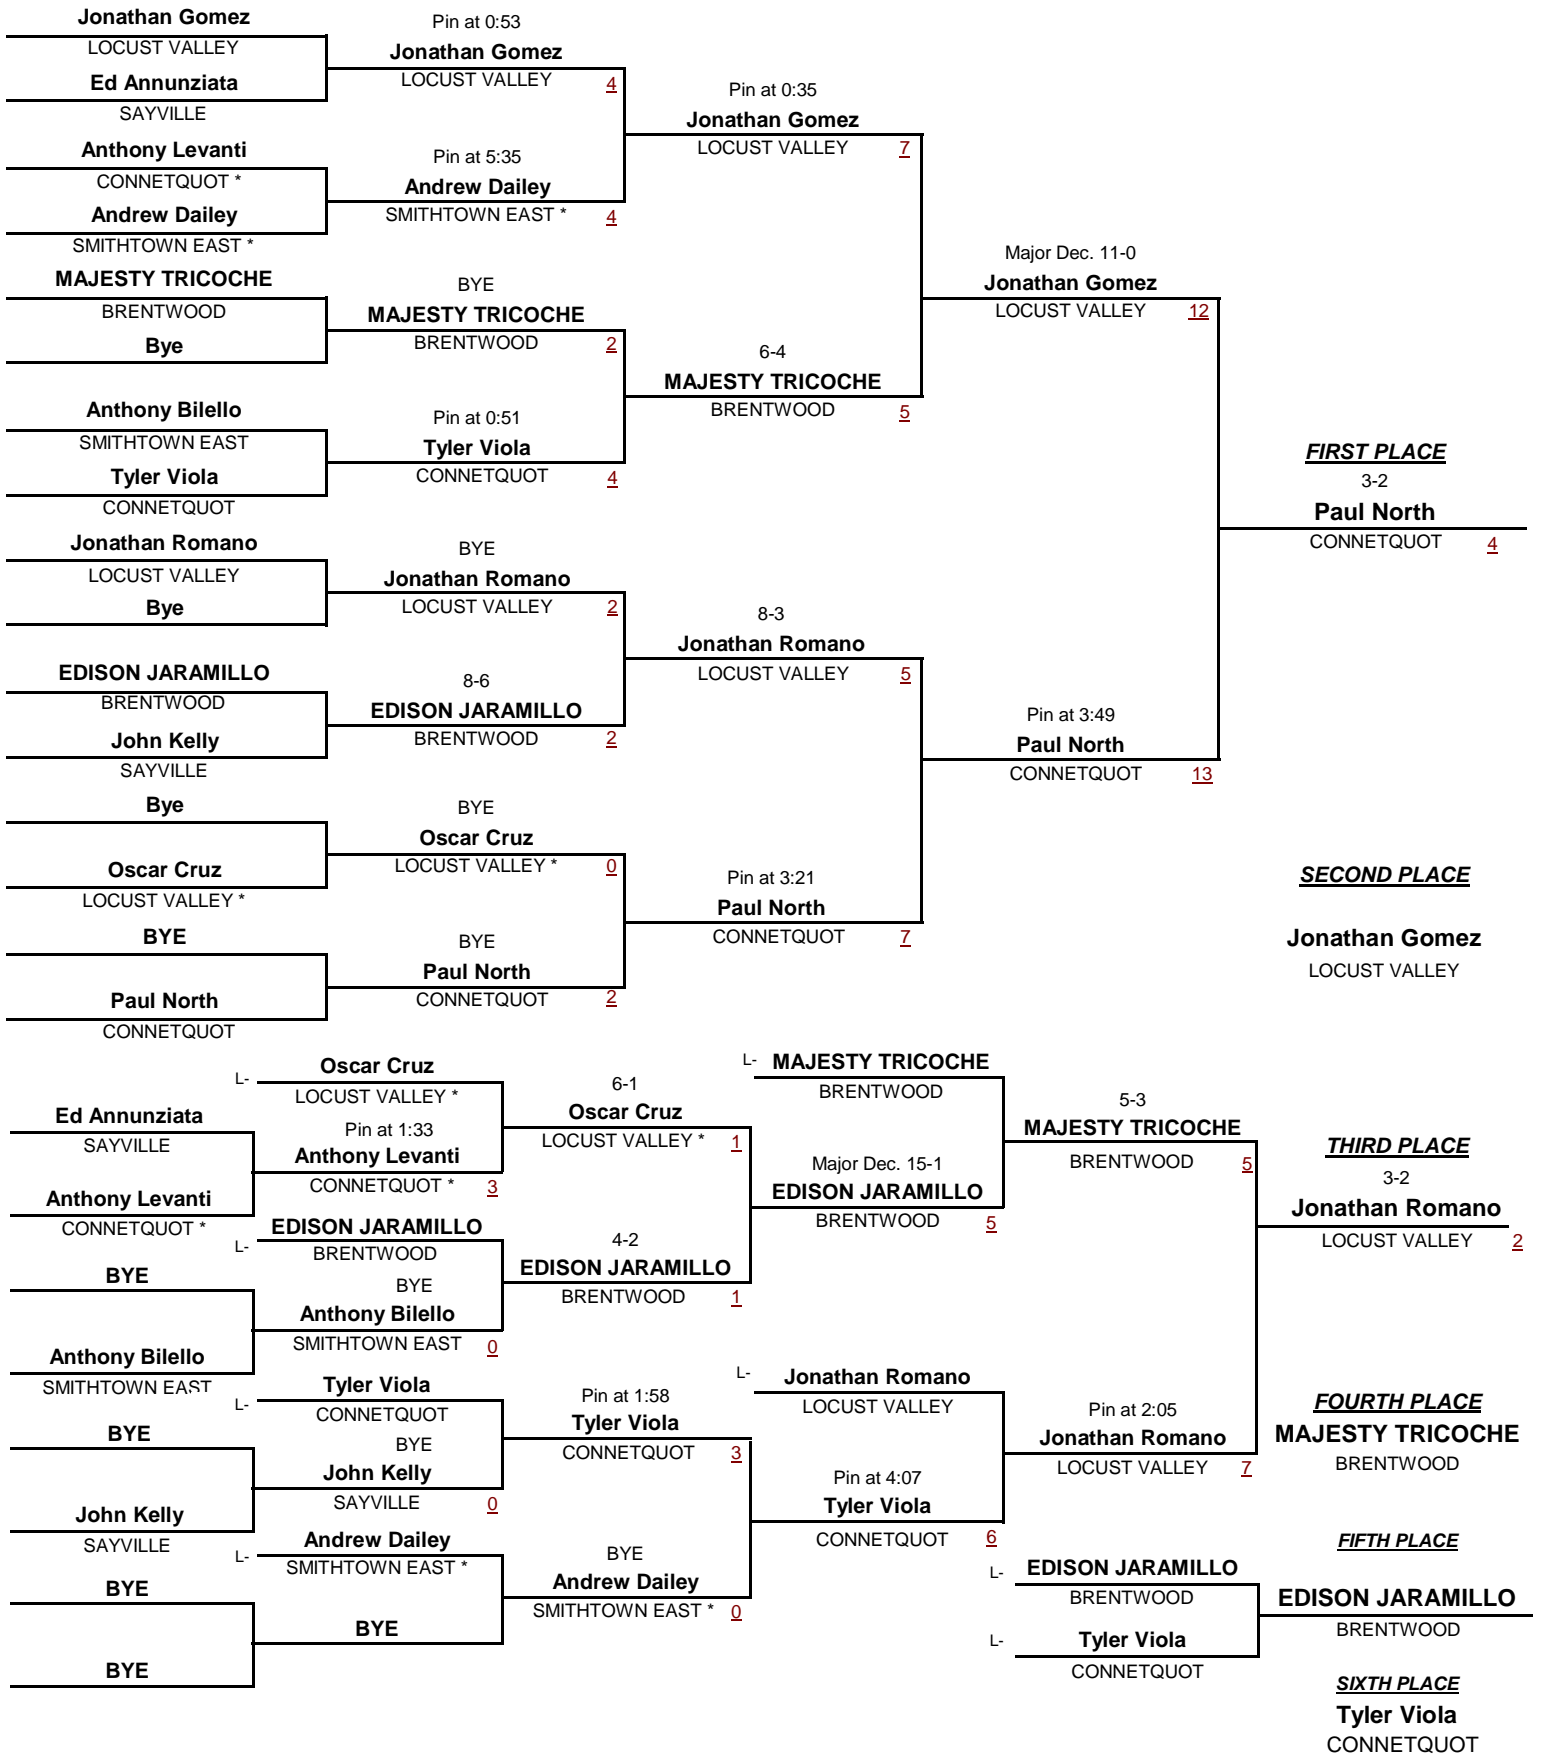 Jonathan Gomez
LOCUST VALLEY
Ed Annunziata
SAYVILLE
Anthony Levanti
CONNETQUOT *
Andrew Dailey
SMITHTOWN EAST *
MAJESTY TRICOCHE
BRENTWOOD
Bye
Anthony Bilello
SMITHTOWN EAST
Tyler Viola
CONNETQUOT
Jonathan Romano
LOCUST VALLEY
Bye
EDISON JARAMILLO
BRENTWOOD
John Kelly
SAYVILLE
Bye
Oscar Cruz
LOCUST VALLEY *
BYE
Paul North
CONNETQUOT
Pin at 0:53
Jonathan Gomez
LOCUST VALLEY 4
Pin at 5:35
Andrew Dailey
SMITHTOWN EAST * 4
BYE
MAJESTY TRICOCHE
BRENTWOOD 2
Pin at 0:51
Tyler Viola
CONNETQUOT 4
BYE
Jonathan Romano
LOCUST VALLEY 2
8-6
EDISON JARAMILLO
BRENTWOOD 2
BYE
Oscar Cruz
LOCUST VALLEY * 0
BYE
Paul North
CONNETQUOT 2
Pin at 0:35
Jonathan Gomez
LOCUST VALLEY 7
6-4
MAJESTY TRICOCHE
BRENTWOOD 5
8-3
Jonathan Romano
LOCUST VALLEY 5
Pin at 3:21
Paul North
CONNETQUOT 7
Major Dec. 11-0
Jonathan Gomez
LOCUST VALLEY 12
Pin at 3:49
Paul North
CONNETQUOT 13
FIRST PLACE
3-2
Paul North
CONNETQUOT 4
SECOND PLACE
Jonathan Gomez
LOCUST VALLEY
Ed Annunziata
SAYVILLE
Anthony Levanti
CONNETQUOT *
BYE
Anthony Bilello
SMITHTOWN EAST
BYE
John Kelly
SAYVILLE
BYE
BYE
L- Oscar Cruz
LOCUST VALLEY *
Pin at 1:33
Anthony Levanti
CONNETQUOT * 3
L- EDISON JARAMILLO
BRENTWOOD
BYE
Anthony Bilello
SMITHTOWN EAST 0
L- Tyler Viola
CONNETQUOT
BYE
John Kelly
SAYVILLE 0
L- Andrew Dailey
SMITHTOWN EAST *
BYE
6-1
Oscar Cruz
LOCUST VALLEY * 1
4-2
EDISON JARAMILLO
BRENTWOOD 1
Pin at 1:58
Tyler Viola
CONNETQUOT 3
BYE
Andrew Dailey
SMITHTOWN EAST * 0
L- MAJESTY TRICOCHE
BRENTWOOD
Major Dec. 15-1
EDISON JARAMILLO
BRENTWOOD 5
L- Jonathan Romano
LOCUST VALLEY
Pin at 4:07
Tyler Viola
CONNETQUOT 6
5-3
MAJESTY TRICOCHE
BRENTWOOD 5
Pin at 2:05
Jonathan Romano
LOCUST VALLEY 7
L- EDISON JARAMILLO
BRENTWOOD
L- Tyler Viola
CONNETQUOT
THIRD PLACE
3-2
Jonathan Romano
LOCUST VALLEY 2
FOURTH PLACE
MAJESTY TRICOCHE
BRENTWOOD
FIFTH PLACE
EDISON JARAMILLO
BRENTWOOD
SIXTH PLACE
Tyler Viola
CONNETQUOT